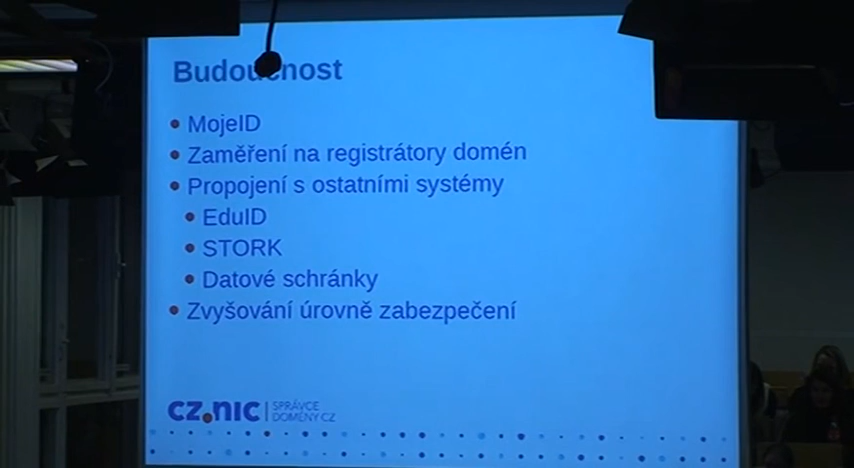 Budoucnost
MojeID
Zaměření na registrátory domén
Propojení s ostatními systémy
EduID
STORK
Datové schránky
Zvyšování úrovně zabezpečení
cz.nic | SPRÁVCE
DOMÉNY CZ